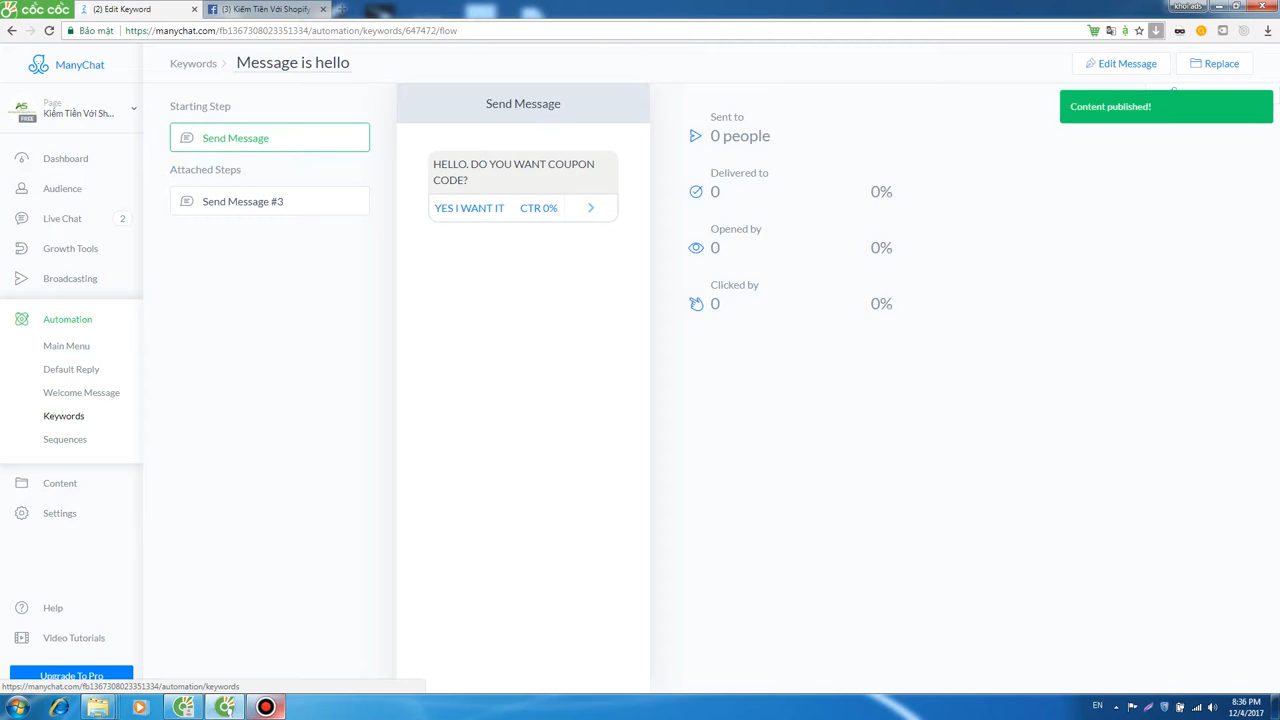 CỐC CỐC
(2) Edit Keyword
(3) Kiếm Tiền Với Shopify
khoi ads
Bảo mật
https://manychat.com/fb1367308023351334/automation/keywords/647472/flow
ManyChat
Keywords
Message is hello
Edit Message
Replace
Page
Kiếm Tiền Với Sh...
FREE
Content published!
Starting Step
Send Message
Attached Steps
Send Message #3
Send Message
HELLO. DO YOU WANT COUPON
CODE?
YES I WANT IT CTR 0%
Sent to
0 people
Delivered to
0 0%
Opened by
0 0%
Clicked by
0 0%
Dashboard
Audience
Live Chat 2
Growth Tools
Broadcasting
Automation
Main Menu
Default Reply
Welcome Message
Keywords
Sequences
Content
Settings
Help
Video Tutorials
Upgrade To Pro
https://manychat.com/fb1367308023351334/automation/keywords
EN
8:36 PM
12/4/2017